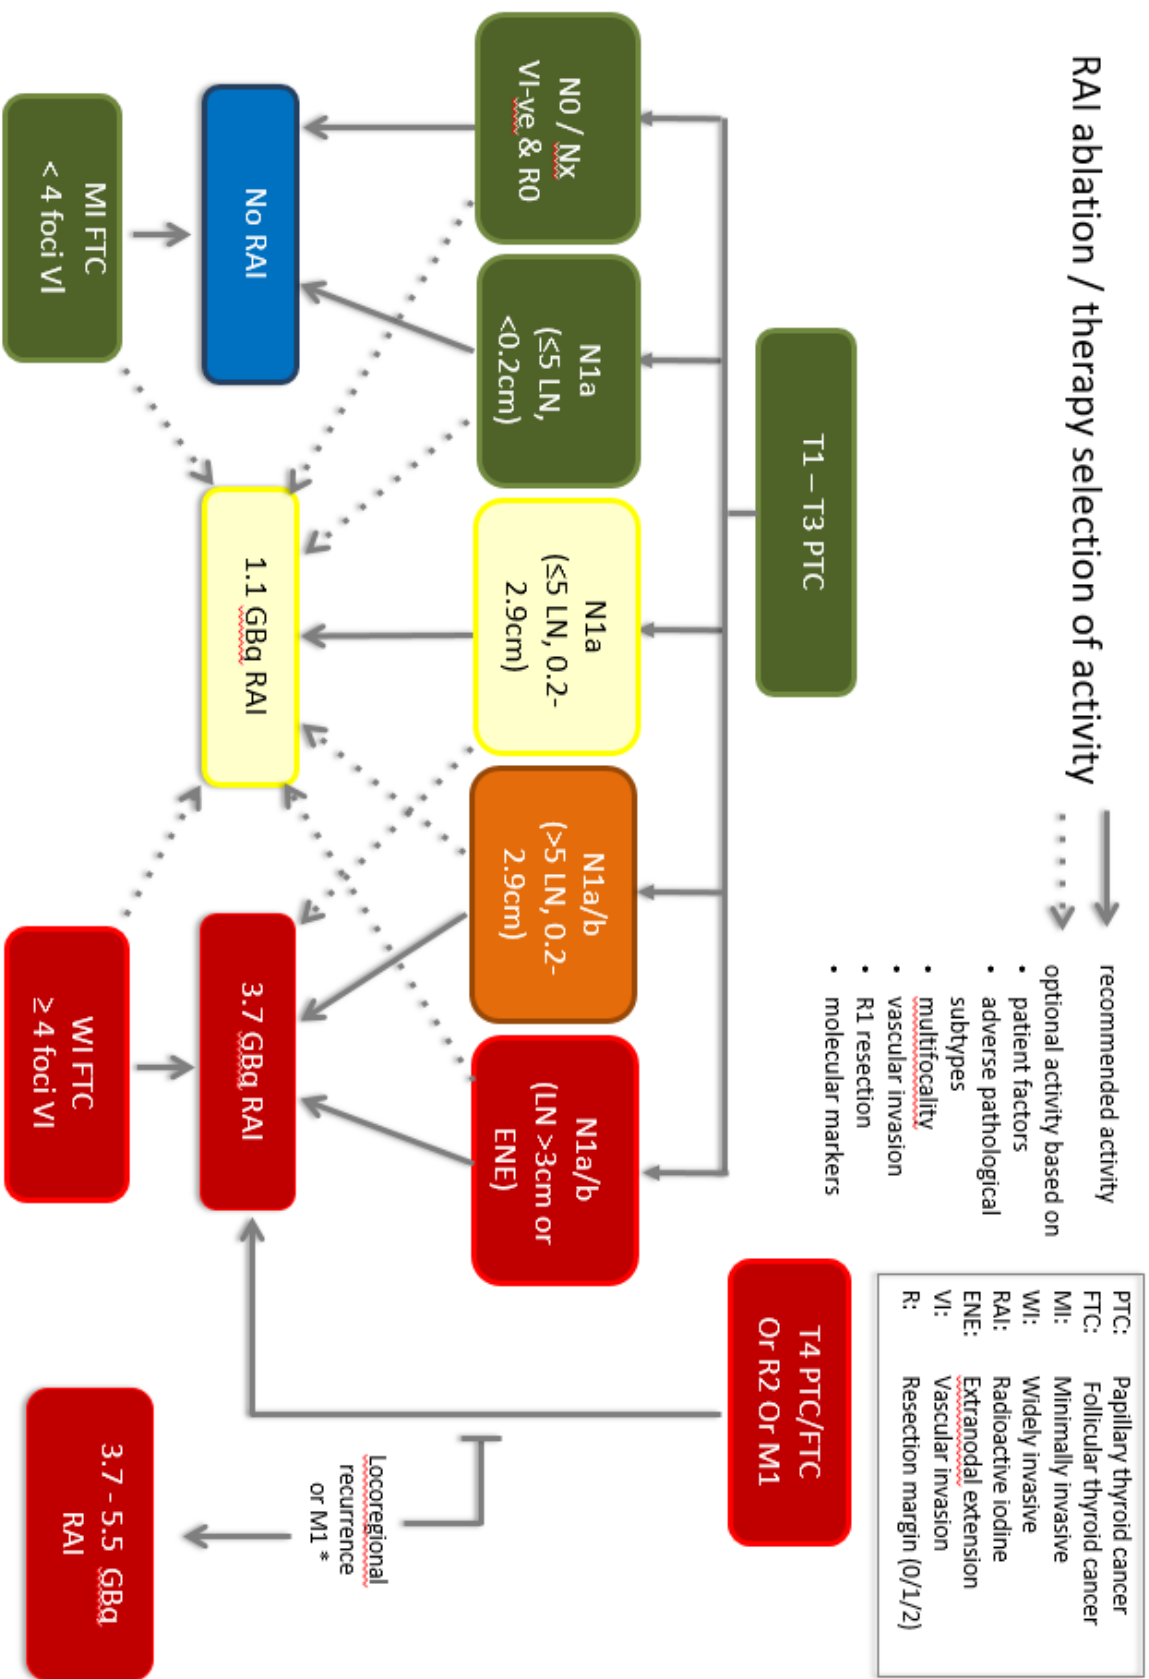 RAI ablation / therapy selection of activity
recommended activity
optional activity based on
• patient factors
• adverse pathological
subtypes
• multifocality
• vascular invasion
• R1 resection
• molecular markers
PTC: Papillary thyroid cancer
FTC: Follicular thyroid cancer
MI: Minimally invasive
WI: Widely invasive
RAI: Radioactive iodine
ENE: Extranodal extension
VI: Vascular invasion
R: Resection margin (0/1/2)
T1 – T3 PTC
T4 PTC/FTC
Or R2 Or M1
N0 / Nx
VI-ve & R0
N1a
(≤5 LN,
<0.2cm)
N1a
(≤5 LN, 0.2-
2.9cm)
N1a/b
(>5 LN, 0.2-
2.9cm)
N1a/b
(LN >3cm or
ENE)
Locoregional
recurrence
or M1 *
No RAI
1.1 GBq RAI
3.7 GBq RAI
3.7 - 5.5 GBq
RAI
MI FTC
< 4 foci VI
WI FTC
≥ 4 foci VI